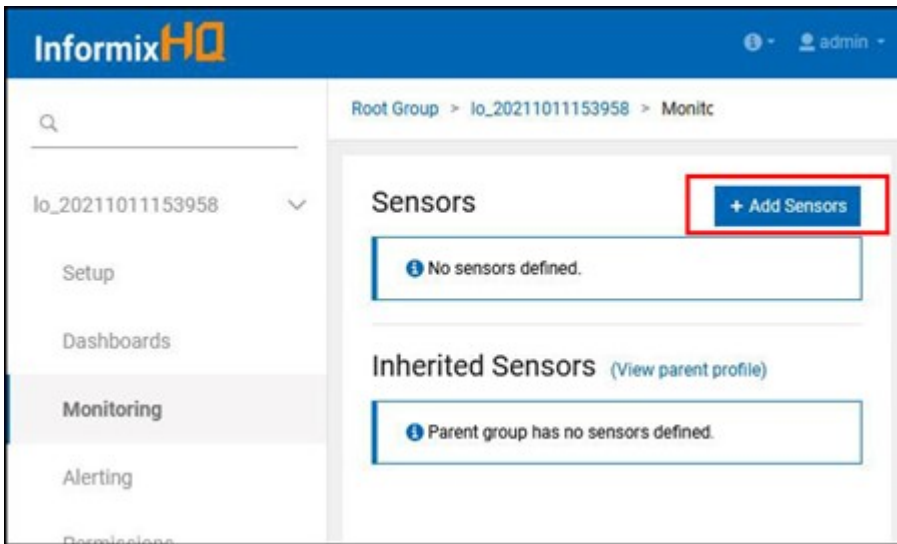 InformixHQ
admin
Root Group > lo_20211011153958 > Monitc
lo_20211011153958
Setup
Dashboards
Monitoring
Alerting
Permissions
Sensors
+ Add Sensors
No sensors defined.
Inherited Sensors (View parent profile)
Parent group has no sensors defined.